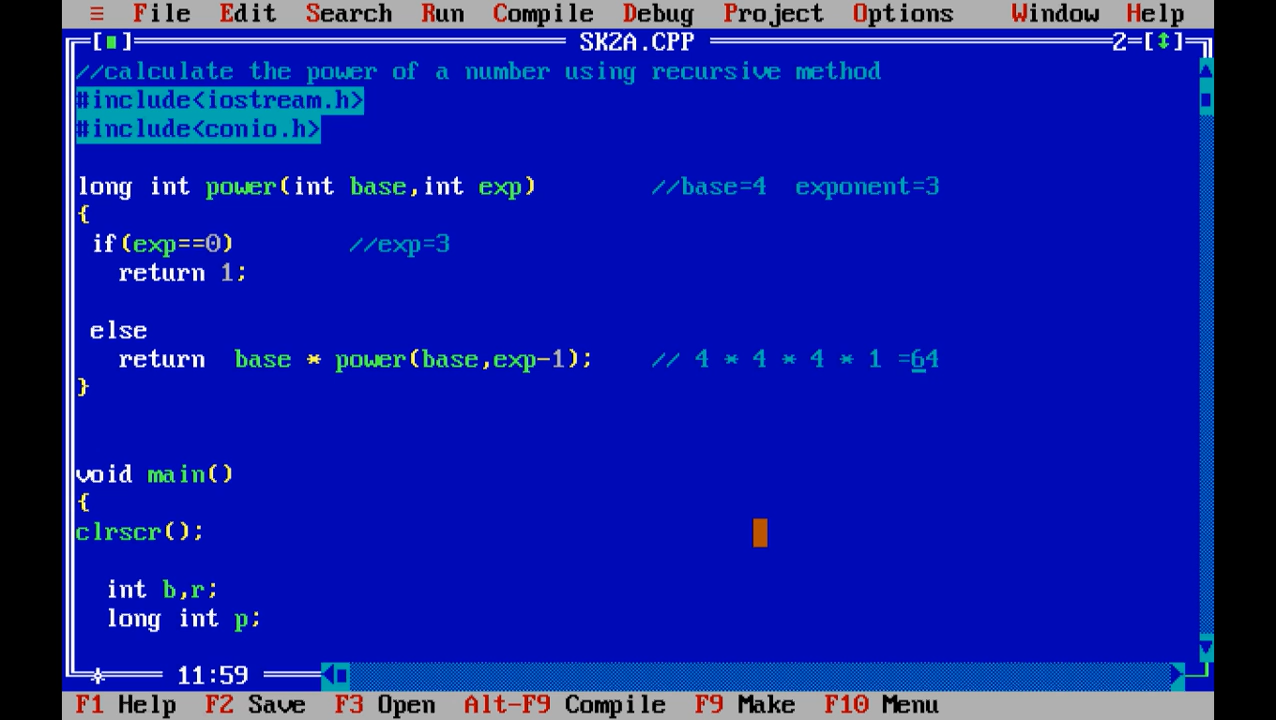 ≡ File Edit Search Run Compile Debug Project Options Window Help
[■] SK2A.CPP 2=[↕]
//calculate the power of a number using recursive method
#include<iostream.h>
#include<conio.h>
long int power(int base,int exp) //base=4 exponent=3
{
if(exp==0) //exp=3
return 1;
else
return base * power(base,exp-1); // 4 * 4 * 4 * 1 =64
}
void main()
{
clrscr();
int b,r;
long int p;
11:59
F1 Help F2 Save F3 Open Alt-F9 Compile F9 Make F10 Menu